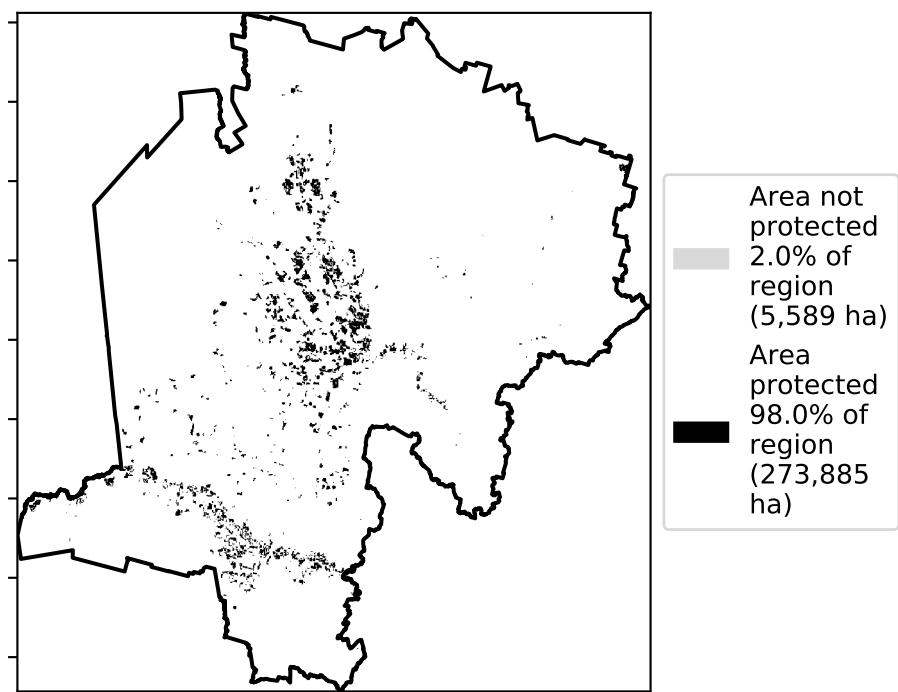 Area not
protected
2.0% of
region
(5,589 ha)
Area
protected
98.0% of
region
(273,885
ha)